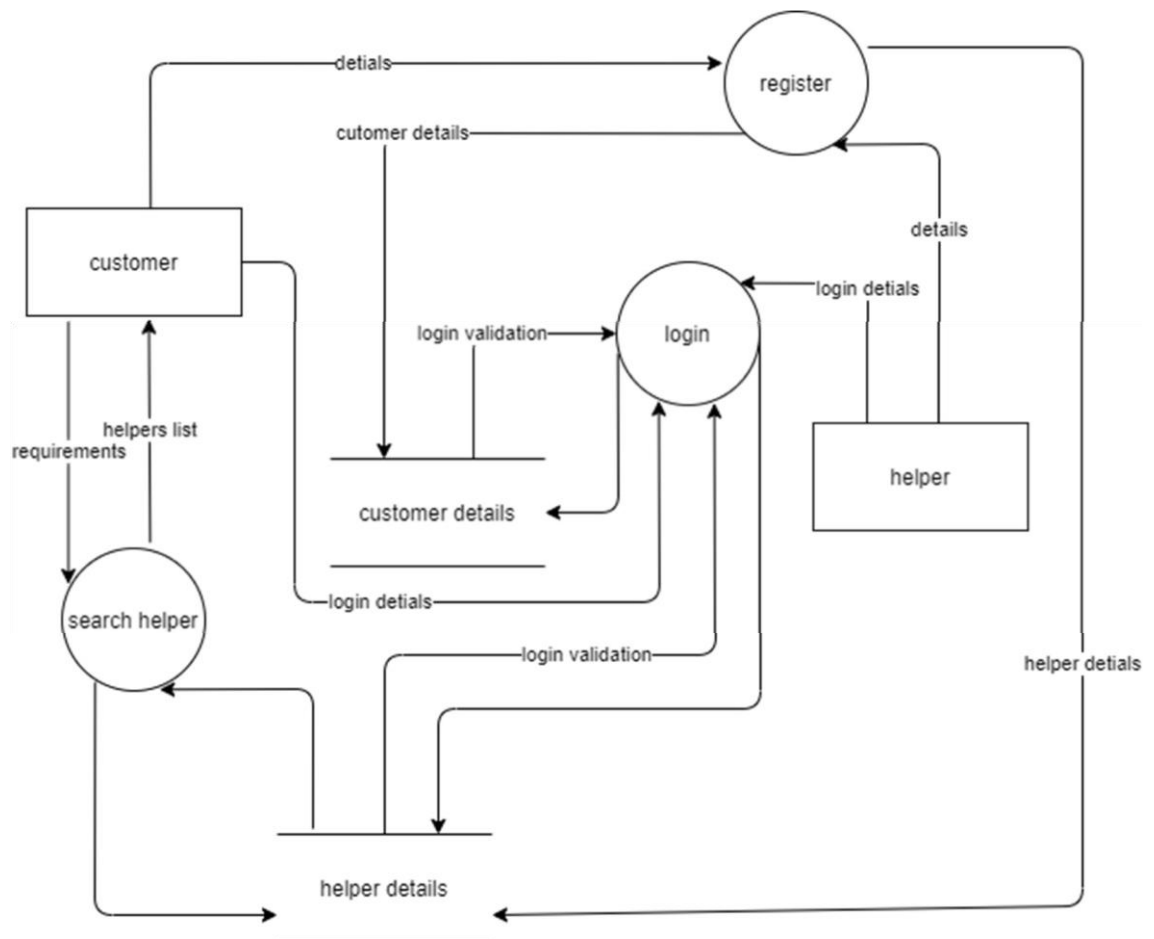 detials
register
cutomer details
details
customer
login detials
login validation
login
helpers list
requirements
helper
customer details
login detials
search helper
login validation
helper detials
helper details